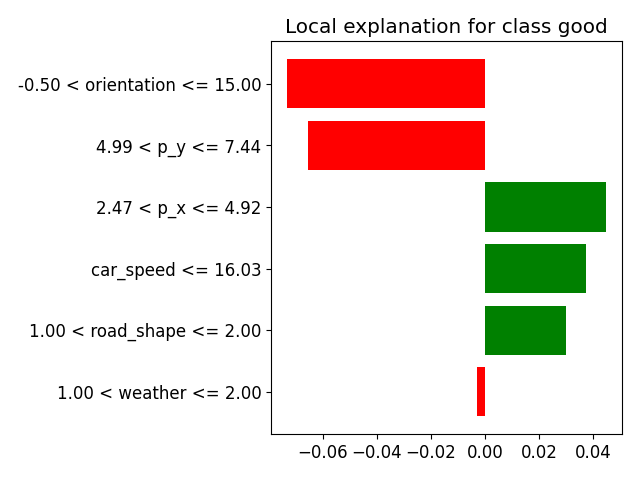 Local explanation for class good
-0.50 < orientation <= 15.00
4.99 < p_y <= 7.44
2.47 < p_x <= 4.92
car_speed <= 16.03
1.00 < road_shape <= 2.00
1.00 < weather <= 2.00
−0.06 −0.04 −0.02 0.00 0.02 0.04